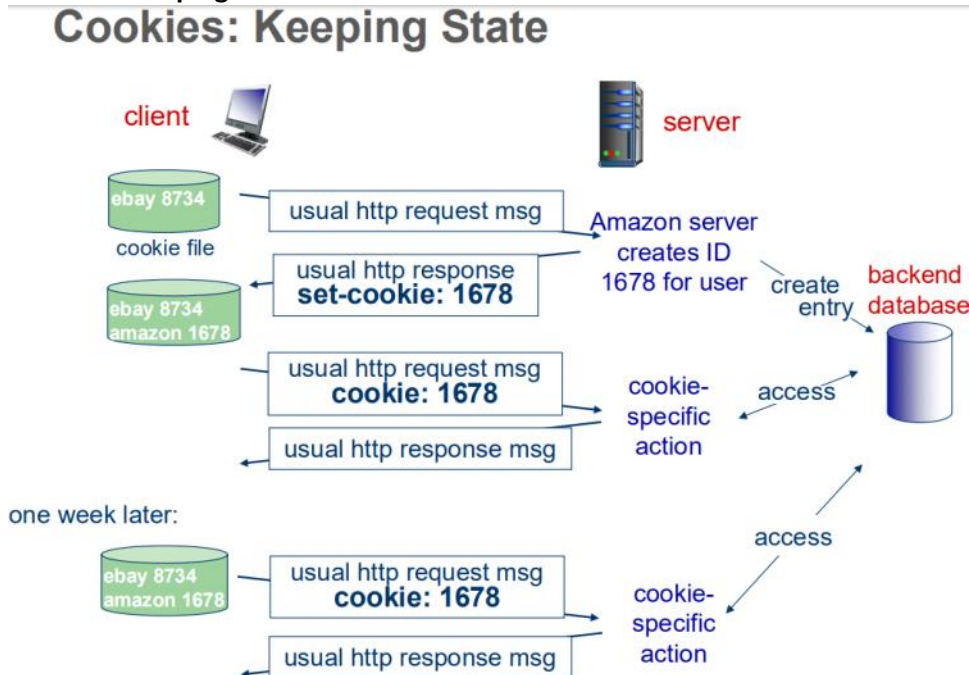 Cookies: Keeping State
client
server
ebay 8734
cookie file
usual http request msg
Amazon server
creates ID
1678 for user
usual http response
set-cookie: 1678
create
entry
backend
database
ebay 8734
amazon 1678
usual http request msg
cookie: 1678
cookie-
specific
action
access
usual http response msg
one week later:
access
ebay 8734
amazon 1678
usual http request msg
cookie: 1678
cookie-
specific
action
usual http response msg